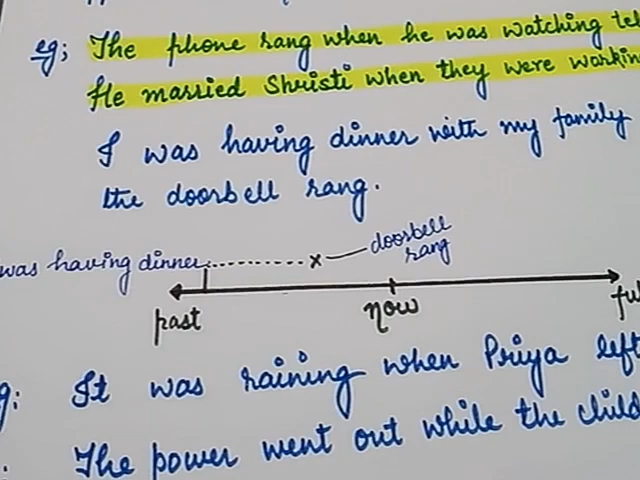 eg; The phone rang when he was watching
He married Shristi when they were
I was having dinner with my family
the doorbell rang.
was having dinner
x doorbell
rang
past now
It was raining when Priya left
The power went out while the